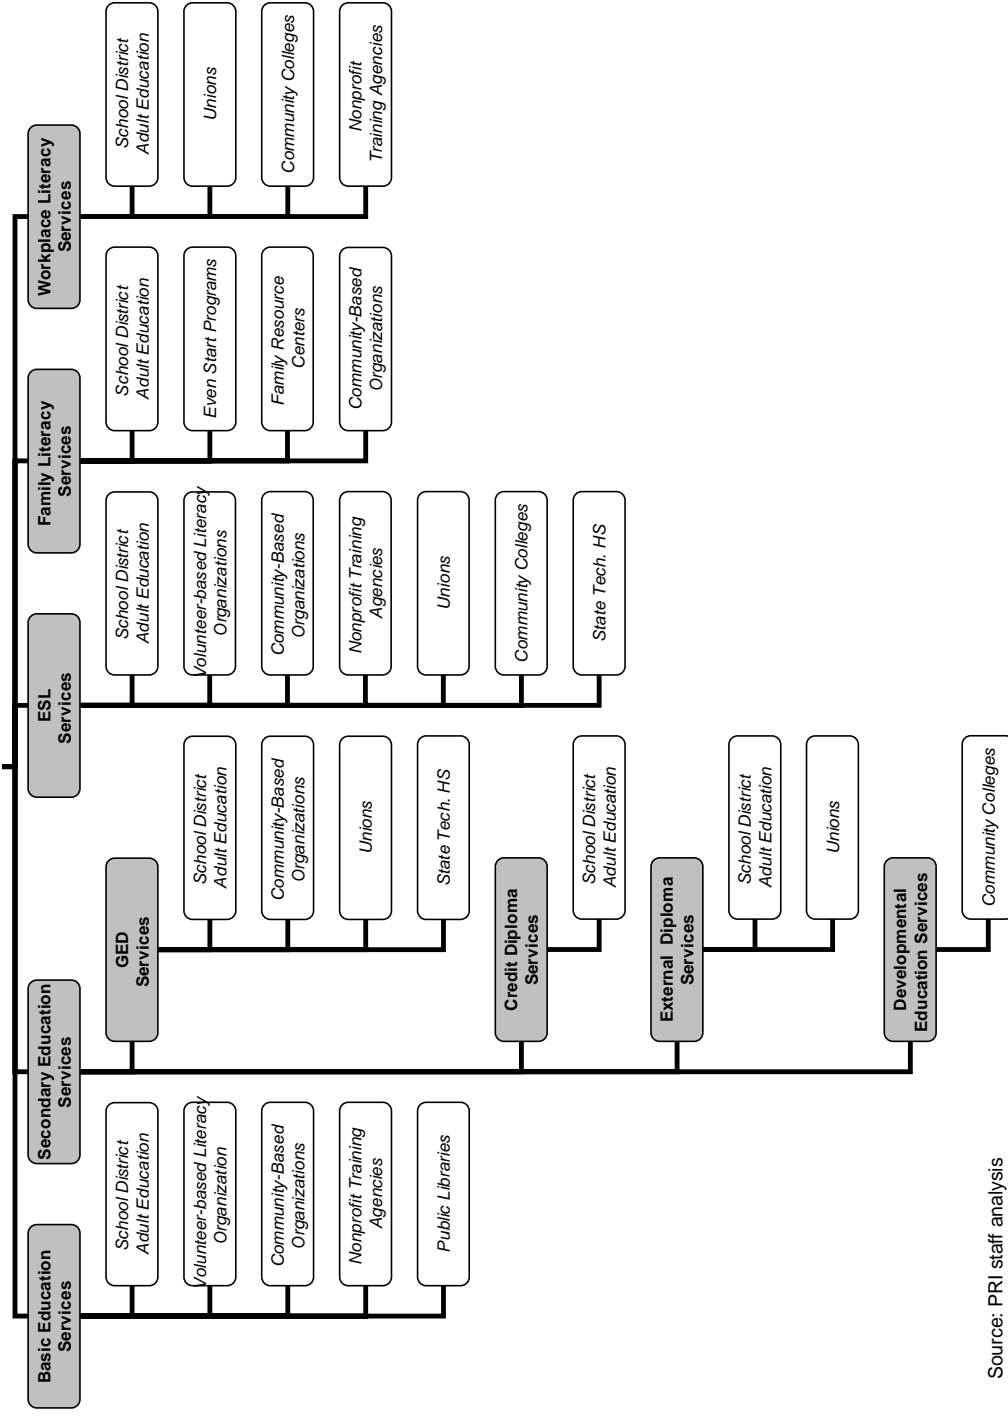 Basic Education
Services
School District
Adult Education
Volunteer-based Literacy
Organization
Community-Based
Organizations
Nonprofit Training
Agencies
Public Libraries
Secondary Education
Services
GED
Services
School District
Adult Education
Community-Based
Organizations
Unions
State Tech. HS
Credit Diploma
Services
School District
Adult Education
External Diploma
Services
School District
Adult Education
Unions
Developmental
Education Services
Community Colleges
ESL
Services
School District
Adult Education
Volunteer-based Literacy
Organizations
Community-Based
Organizations
Nonprofit Training
Agencies
Unions
Community Colleges
State Tech. HS
Family Literacy
Services
School District
Adult Education
Even Start Programs
Family Resource
Centers
Community-Based
Organizations
Workplace Literacy
Services
School District
Adult Education
Unions
Community Colleges
Nonprofit
Training Agencies
Source: PRI staff analysis